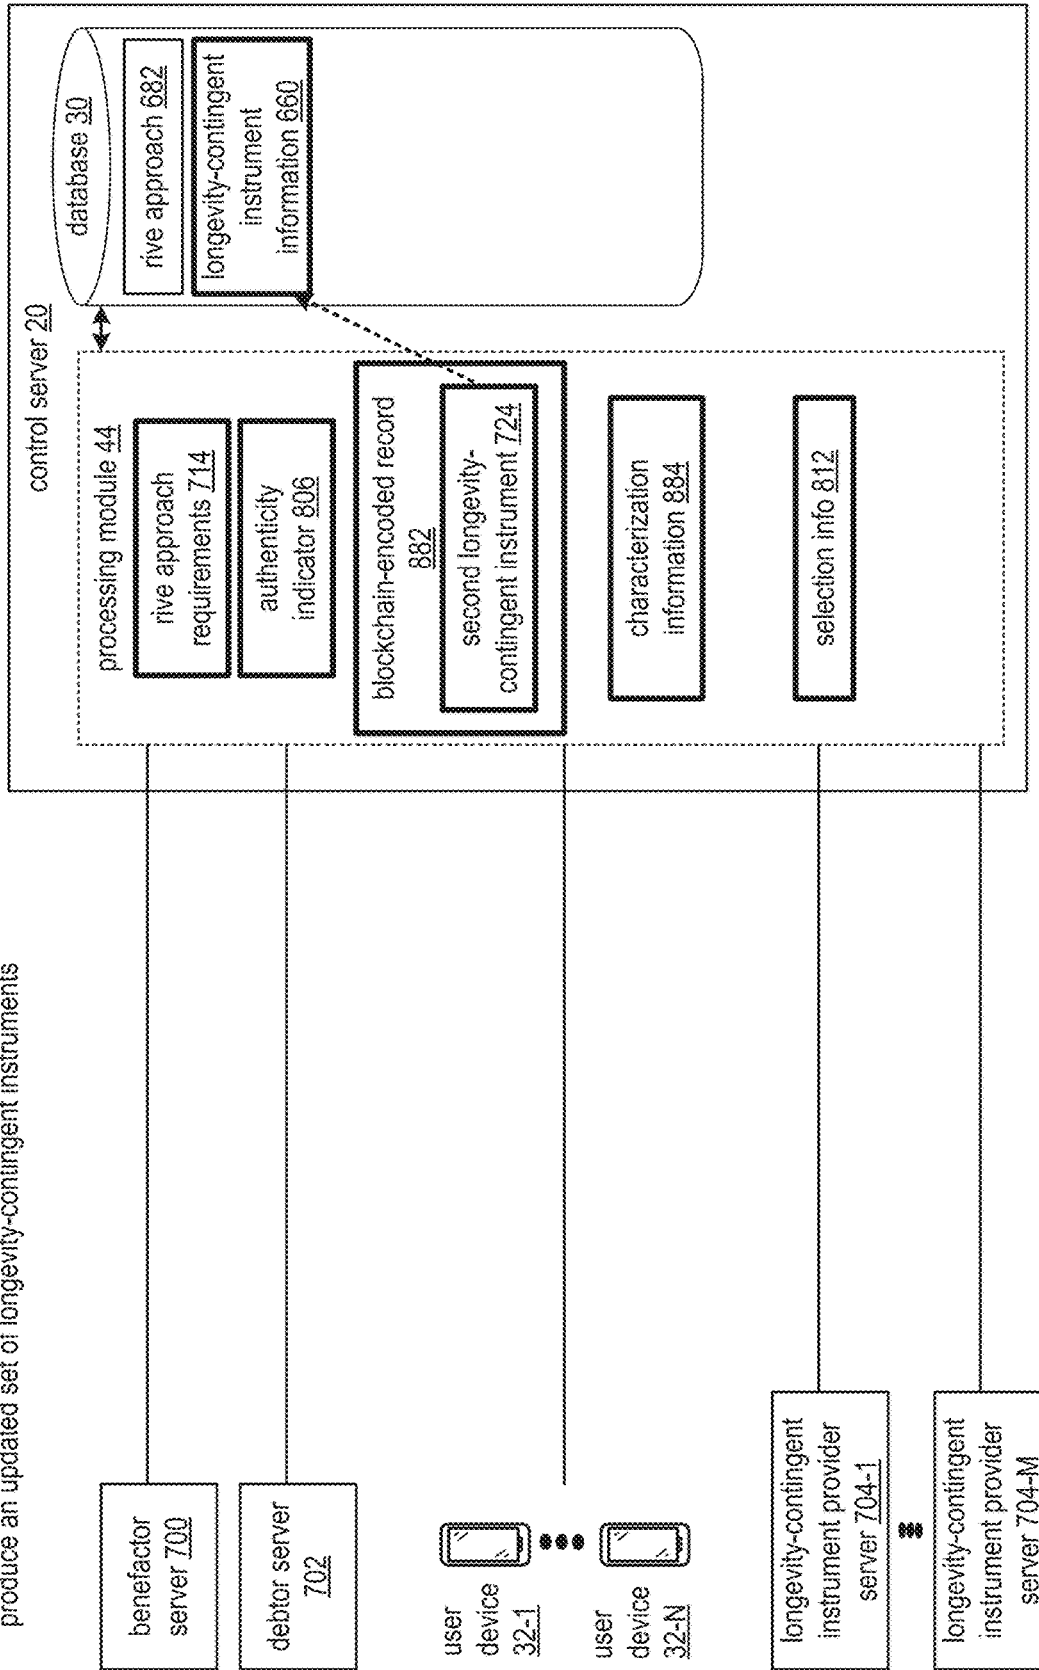 produce an updated set of longevity-contingent instruments
control server 20
benefactor
server 700
debtor server
702
user
device
32-1
user
device
32-N
longevity-contingent
instrument provider
server 704-1
longevity-contingent
instrument provider
server 704-M
processing module 44
rive approach
requirements 714
authenticity
indicator 806
blockchain-encoded record
882
second longevity-
contingent instrument 724
characterization
information 884
selection info 812
database 30
rive approach 682
longevity-contingent
instrument
information 660